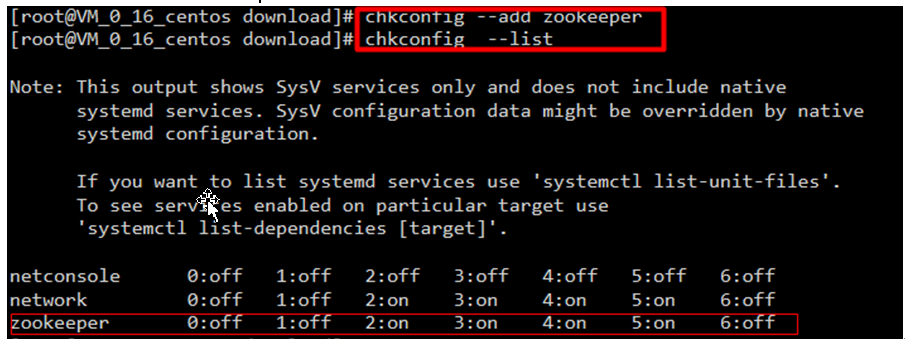 [root@VM_0_16_centos download]# chkconfig --add zookeeper
[root@VM_0_16_centos download]# chkconfig  --list
Note: This output shows SysV services only and does not include native
systemd services. SysV configuration data might be overridden by native
systemd configuration.
If you want to list systemd services use 'systemctl list-unit-files'.
To see services enabled on particular target use
'systemctl list-dependencies [target]'.
netconsole 0:off 1:off 2:off 3:off 4:off 5:off 6:off
network 0:off 1:off 2:on 3:on 4:on 5:on 6:off
zookeeper 0:off 1:off 2:on 3:on 4:on 5:on 6:off